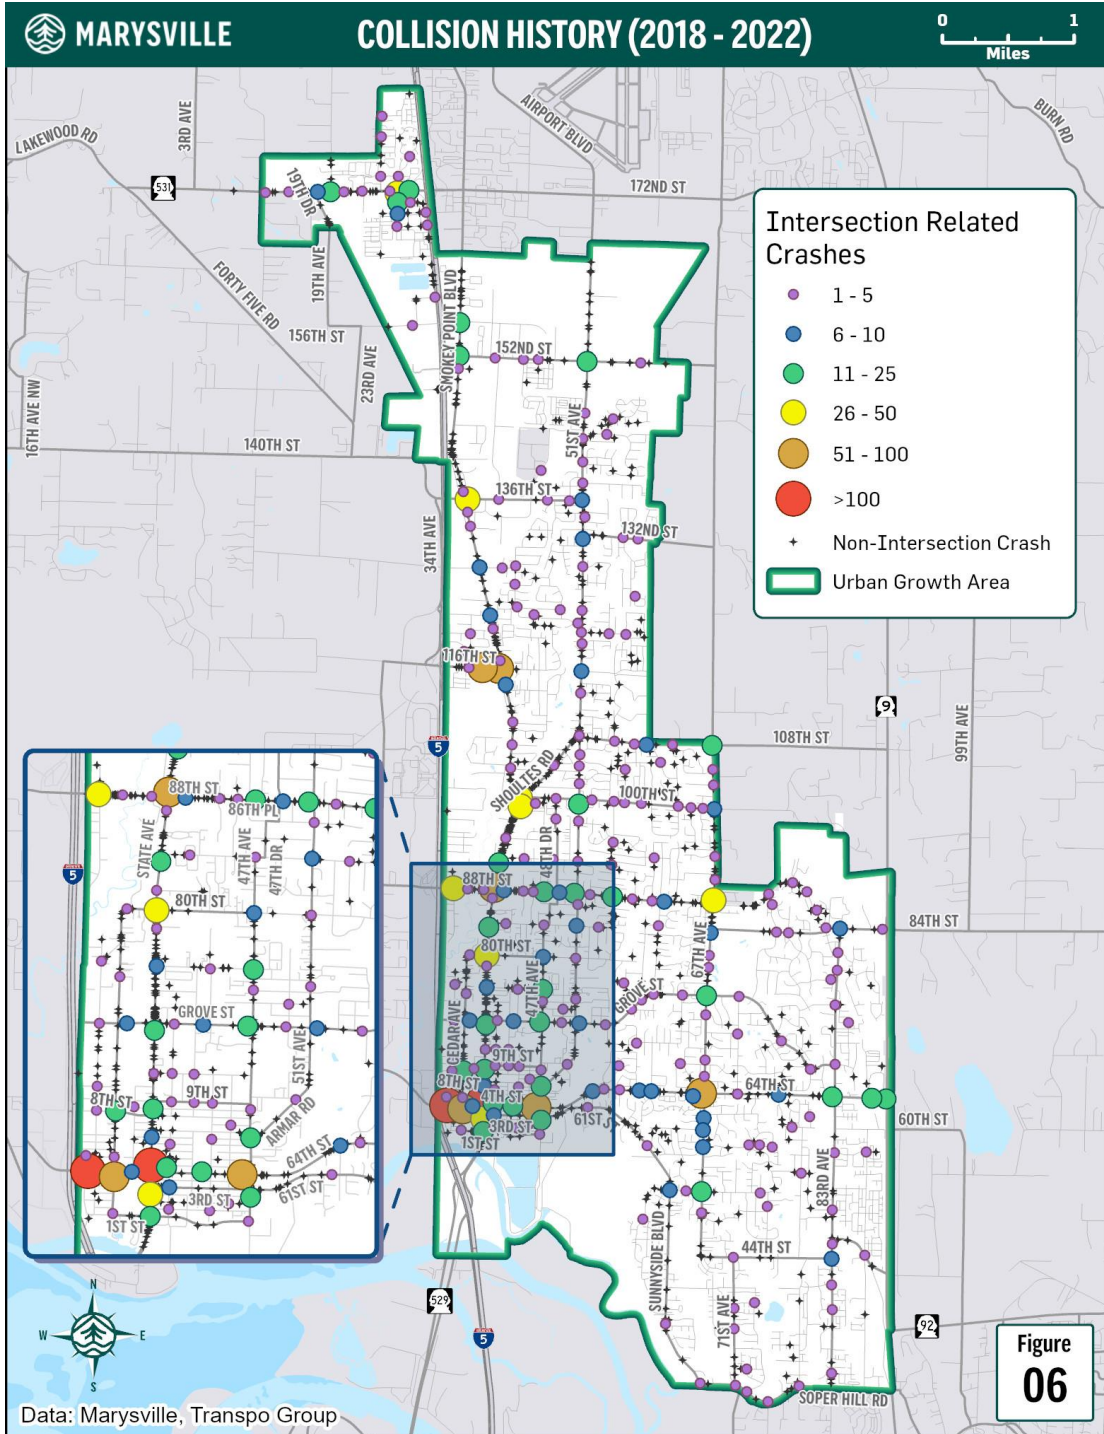 MARYSVILLE
COLLISION HISTORY (2018 - 2022)
0 1
Miles
LAKEWOOD RD
3RD AVE
AIRPORT BLVD
BURN RD
531
19TH DR
172ND ST
19TH AVE
FORTY FIVE RD
156TH ST
23RD AVE
16TH AVE NW
140TH ST
SMOKEY POINT BLVD
152ND ST
51ST AVE
136TH ST
132ND ST
34TH AVE
116TH ST
Intersection Related
Crashes
1 - 5
6 - 10
11 - 25
26 - 50
51 - 100
>100
Non-Intersection Crash
Urban Growth Area
9
99TH AVE
108TH ST
5
SHOULTES RD
100TH ST
48TH DR
88TH ST
84TH ST
80TH ST
67TH AVE
47TH AVE
GROVE ST
CEDAR AVE
9TH ST
8TH ST
4TH ST
3RD ST
1ST ST
61ST S
64TH ST
60TH ST
83RD AVE
SUNNYSIDE BLVD
44TH ST
71ST AVE
SOPER HILL RD
529
5
92
88TH ST
86TH PL
STATE AVE
47TH AVE
47TH DR
5
80TH ST
GROVE ST
51ST AVE
9TH ST
8TH ST
ARMAR RD
64TH ST
61ST ST
3RD ST
1ST ST
N
W E
S
Figure
06
Data: Marysville, Transpo Group